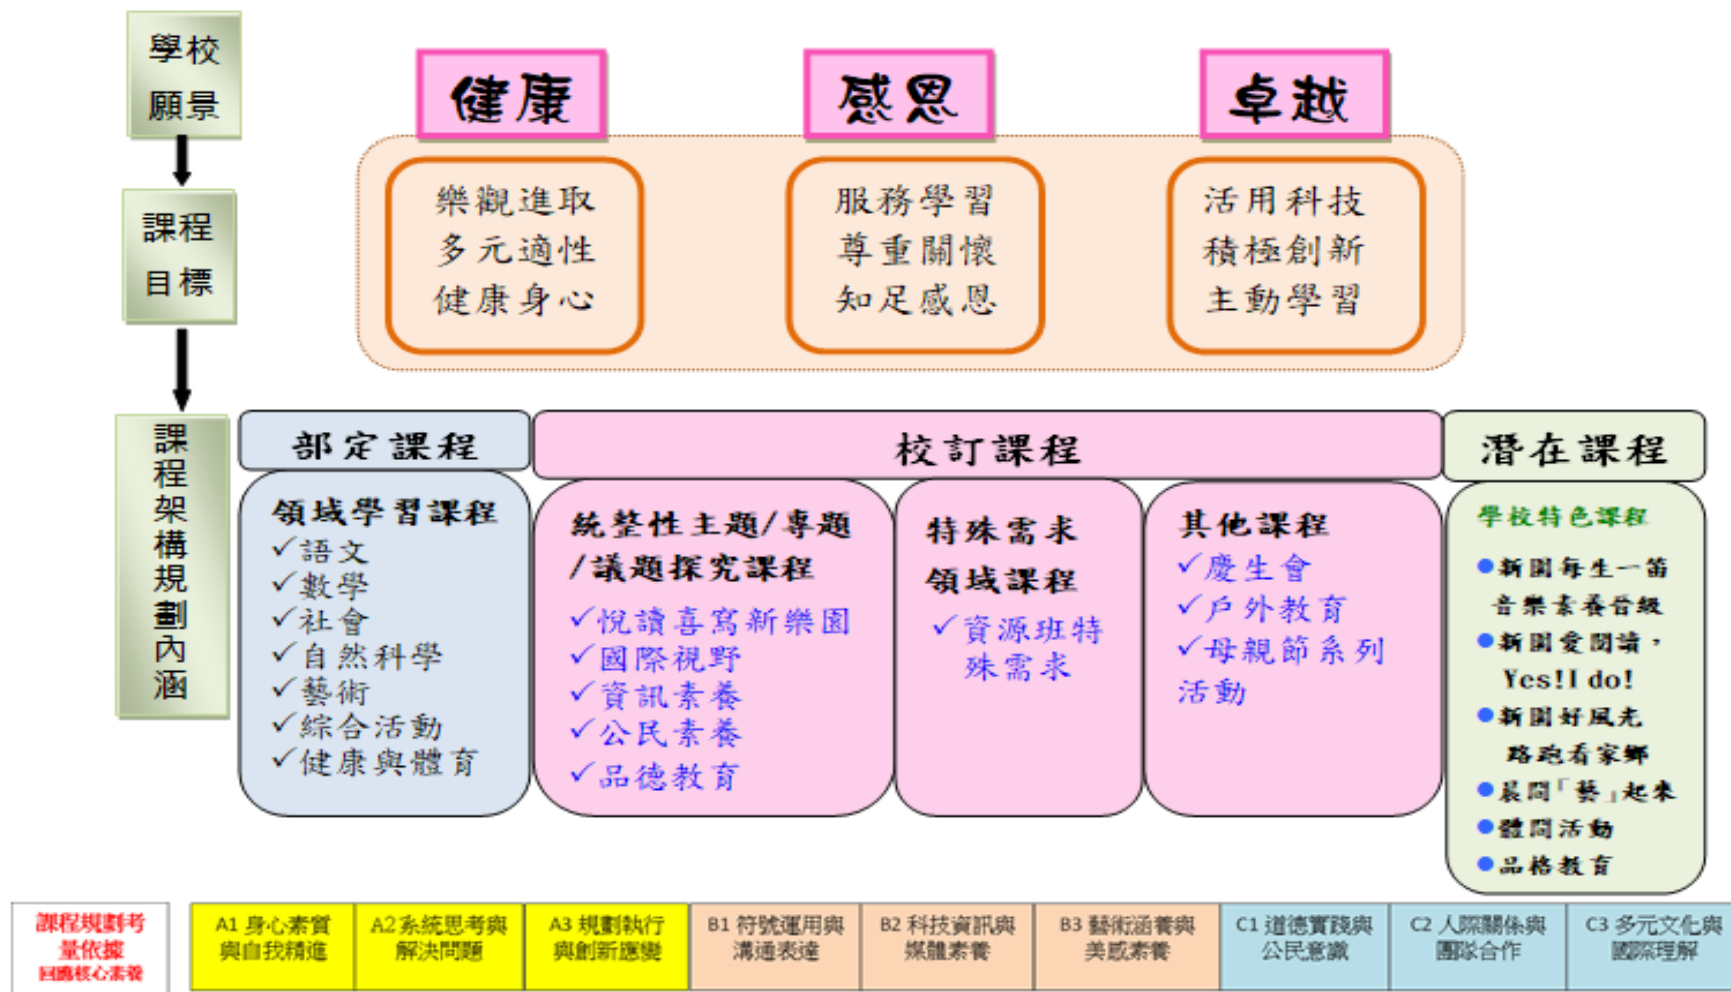 學校
願景
健康
感恩
卓越
課程
目標
樂觀進取
多元適性
健康身心
服務學習
尊重關懷
知足感恩
活用科技
積極創新
主動學習
課程架構規劃內涵
部定課程
校訂課程
潛在課程
領域學習課程
✓語文
✓數學
✓社會
✓自然科學
✓藝術
✓綜合活動
✓健康與體育
統整性主題/專題
/議題探究課程
✓悅讀喜寫新樂園
✓國際視野
✓資訊素養
✓公民素養
✓品德教育
特殊需求
領域課程
✓資源班特
殊需求
其他課程
✓慶生會
✓戶外教育
✓母親節系列
活動
學校特色課程
●新園每生一笛
音樂素養晉級
●新園愛閱讀，
Yes!I do!
●新園好風光
路跑看家鄉
●晨間「藝」起來
●體間活動
●品格教育
課程規劃考
量依據
回應核心素養
A1 身心素質
與自我精進
A2系統思考與
解決問題
A3 規劃執行
與創新應變
B1 符號運用與
溝通表達
B2 科技資訊與
媒體素養
B3 藝術涵養與
美感素養
C1 道德實踐與
公民意識
C2 人際關係與
團隊合作
C3 多元文化與
國際理解